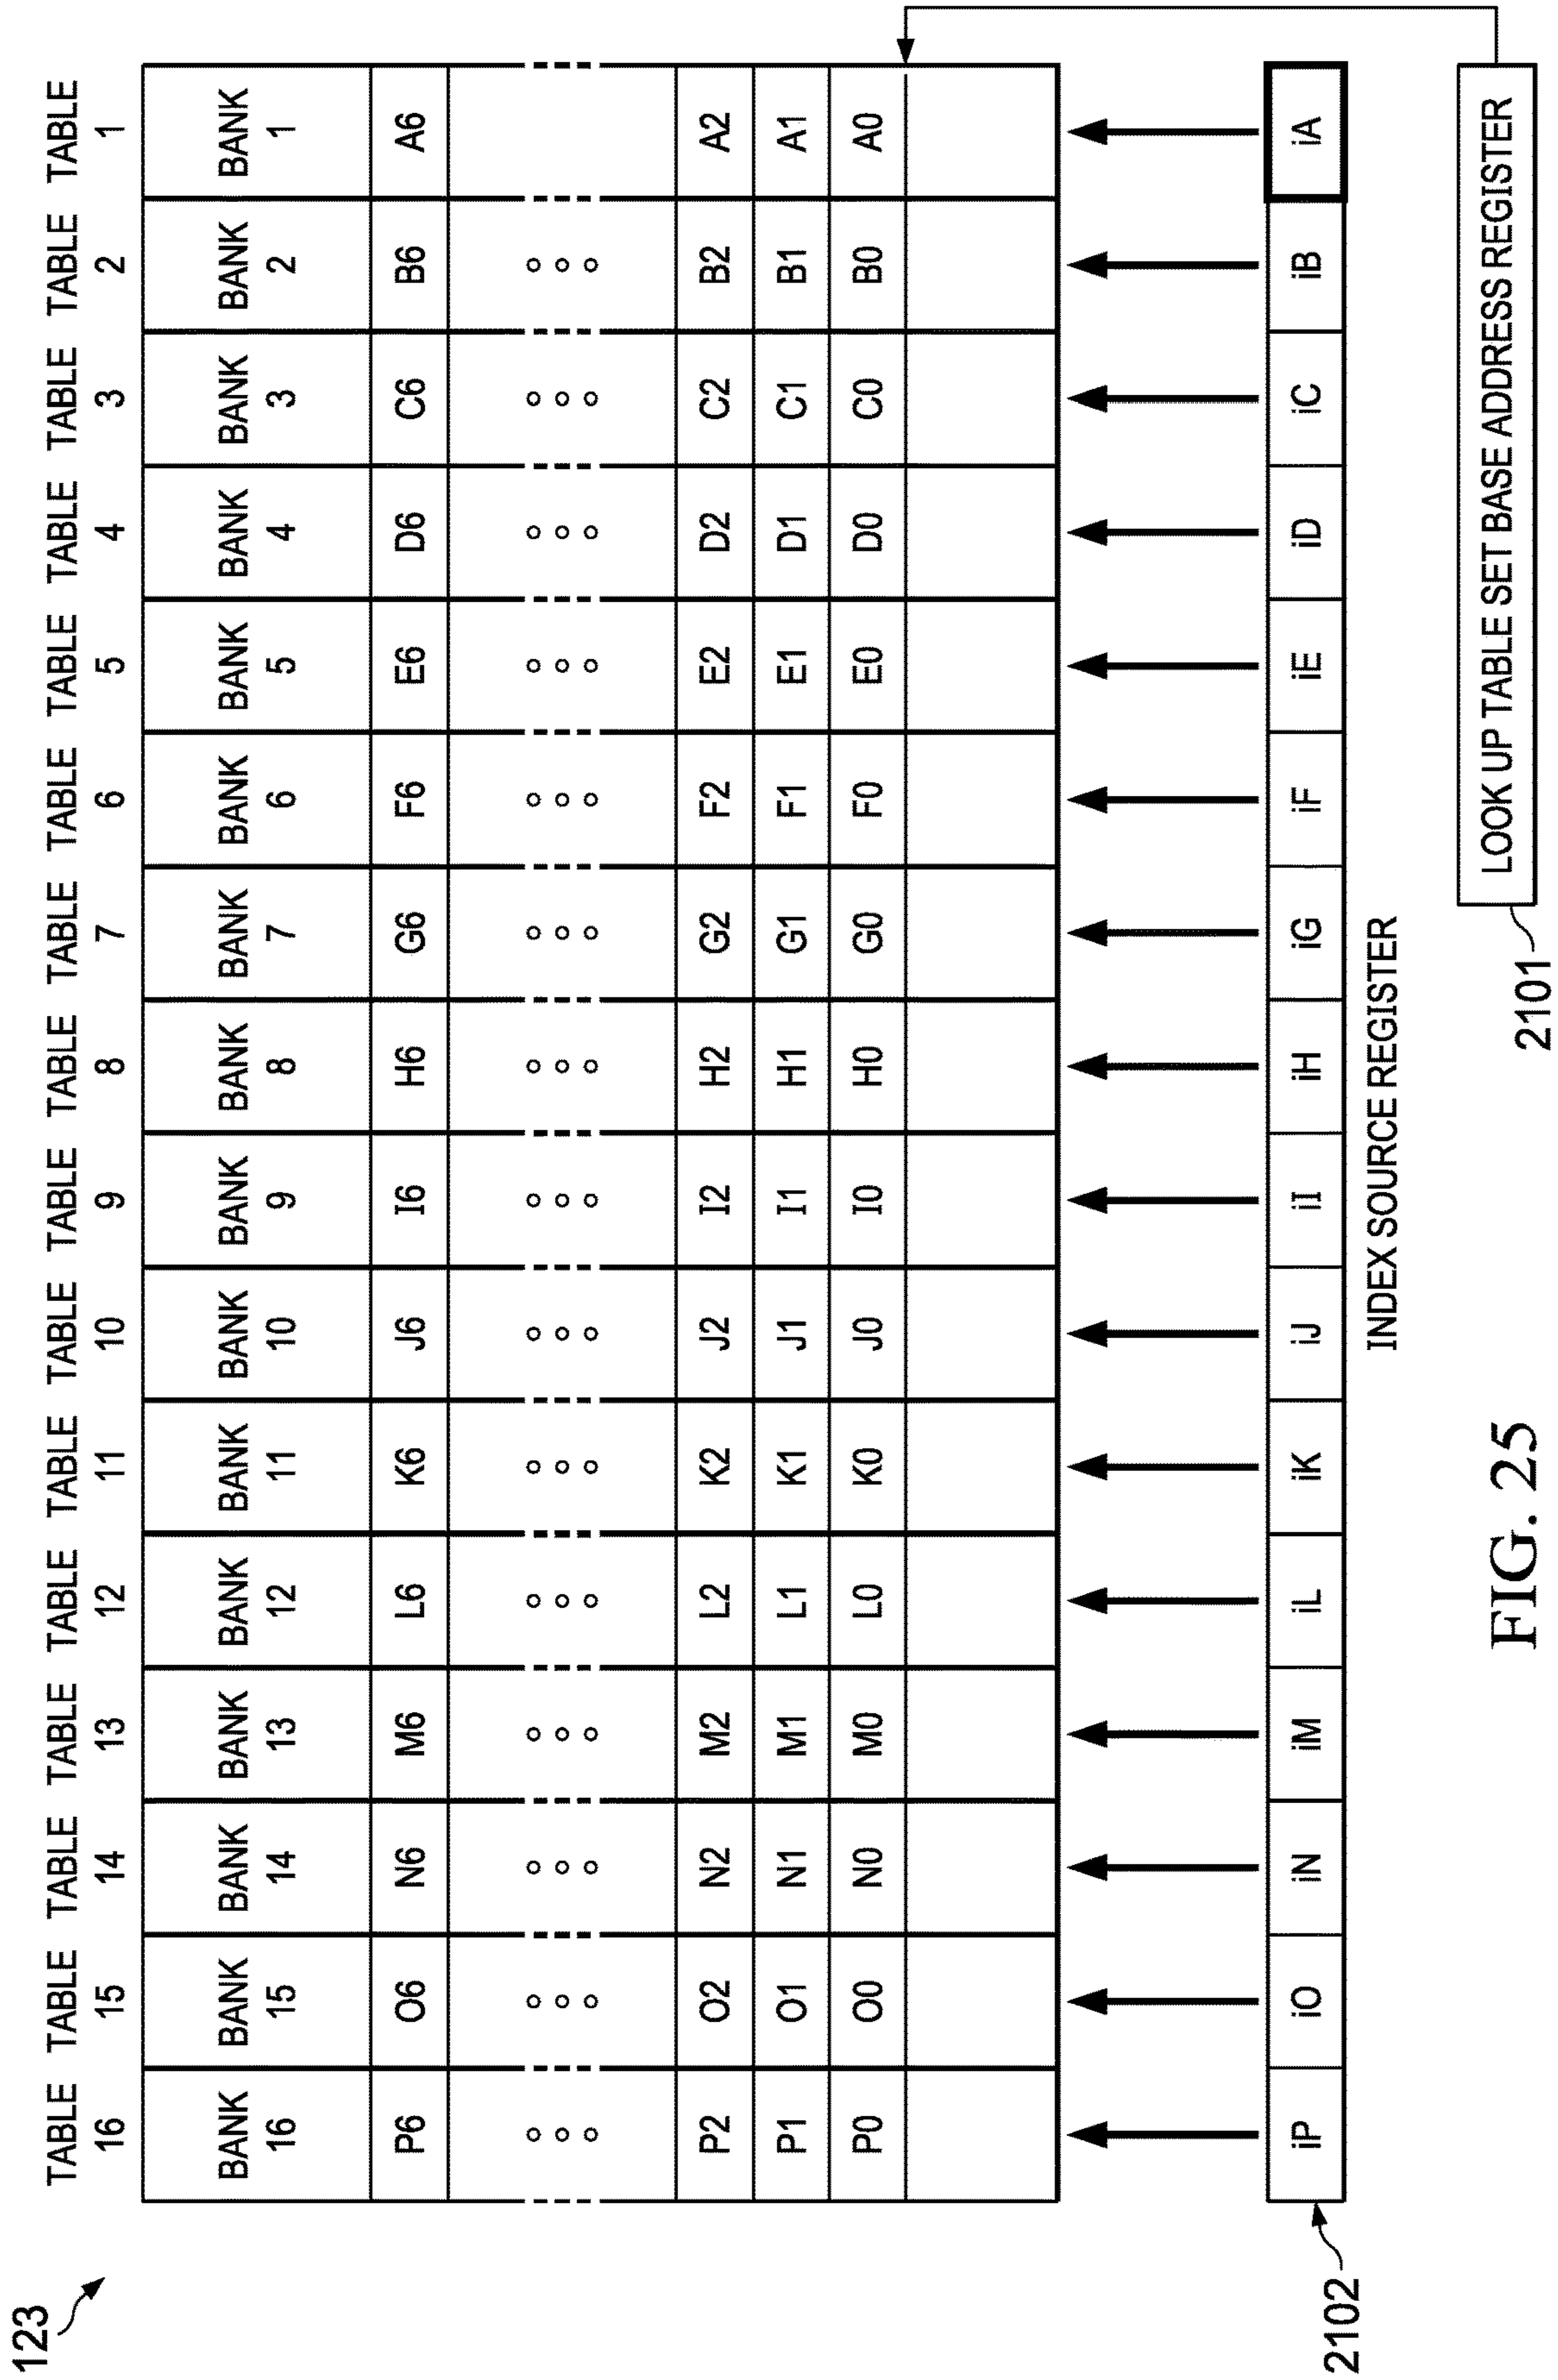 123
TABLE TABLE TABLE TABLE TABLE TABLE TABLE TABLE TABLE TABLE TABLE TABLE TABLE TABLE TABLE TABLE
16 15 14 13 12 11 10 9 8 7 6 5 4 3 2 1
BANK BANK BANK BANK BANK BANK BANK BANK BANK BANK BANK BANK BANK BANK BANK BANK
16 15 14 13 12 11 10 9 8 7 6 5 4 3 2 1
P6 O6 N6 M6 L6 K6 J6 I6 H6 G6 F6 E6 D6 C6 B6 A6
P2 O2 N2 M2 L2 K2 J2 I2 H2 G2 F2 E2 D2 C2 B2 A2
P1 O1 N1 M1 L1 K1 J1 I1 H1 G1 F1 E1 D1 C1 B1 A1
P0 O0 N0 M0 L0 K0 J0 I0 H0 G0 F0 E0 D0 C0 B0 A0
iP iO iN iM iL iK iJ iI iH iG iF iE iD iC iB iA
2102
INDEX SOURCE REGISTER
LOOK UP TABLE SET BASE ADDRESS REGISTER
2101
FIG. 25